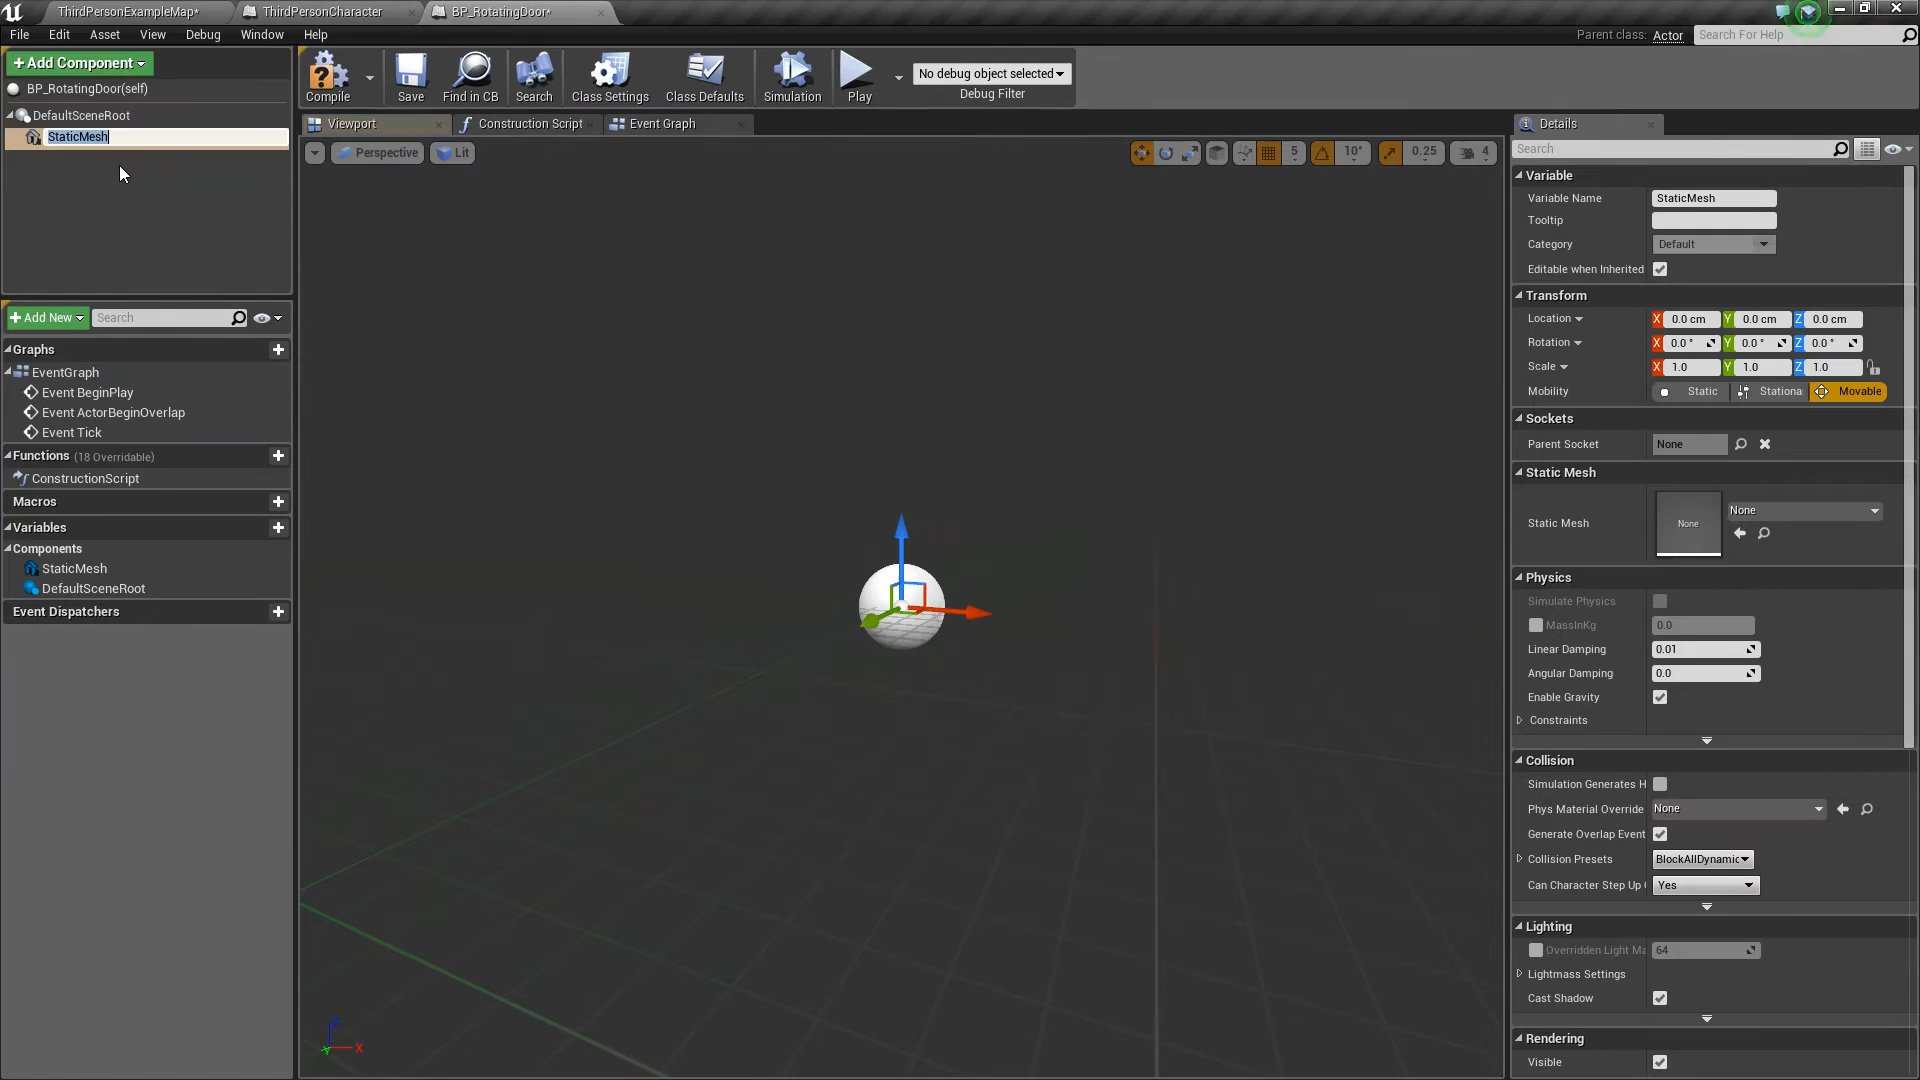 ThirdPersonExampleMap*
ThirdPersonCharacter
BP_RotatingDoor*
File Edit Asset View Debug Window Help
Parent class: Actor
Search For Help
Add Component
BP_RotatingDoor(self)
DefaultSceneRoot
StaticMesh
Compile Save Find in CB Search Class Settings Class Defaults Simulation Play
No debug object selected
Debug Filter
Viewport Construction Script Event Graph
Perspective Lit
5 10° 0.25 4
Add New Search
Graphs
EventGraph
Event BeginPlay
Event ActorBeginOverlap
Event Tick
Functions (18 Overridable)
ConstructionScript
Macros
Variables
Components
StaticMesh
DefaultSceneRoot
Event Dispatchers
Z
X
Y
Details
Search
Variable
Variable Name StaticMesh
Tooltip
Category Default
Editable when Inherited
Transform
Location X 0.0 cm Y 0.0 cm Z 0.0 cm
Rotation X 0.0 ° Y 0.0 ° Z 0.0 °
Scale X 1.0 Y 1.0 Z 1.0
Mobility Static Stationa Movable
Sockets
Parent Socket None
Static Mesh
Static Mesh None None
Physics
Simulate Physics
MassInKg 0.0
Linear Damping 0.01
Angular Damping 0.0
Enable Gravity
Constraints
Collision
Simulation Generates H
Phys Material Override None
Generate Overlap Event
Collision Presets BlockAllDynamic
Can Character Step Up Yes
Lighting
Overridden Light Ma 64
Lightmass Settings
Cast Shadow
Rendering
Visible